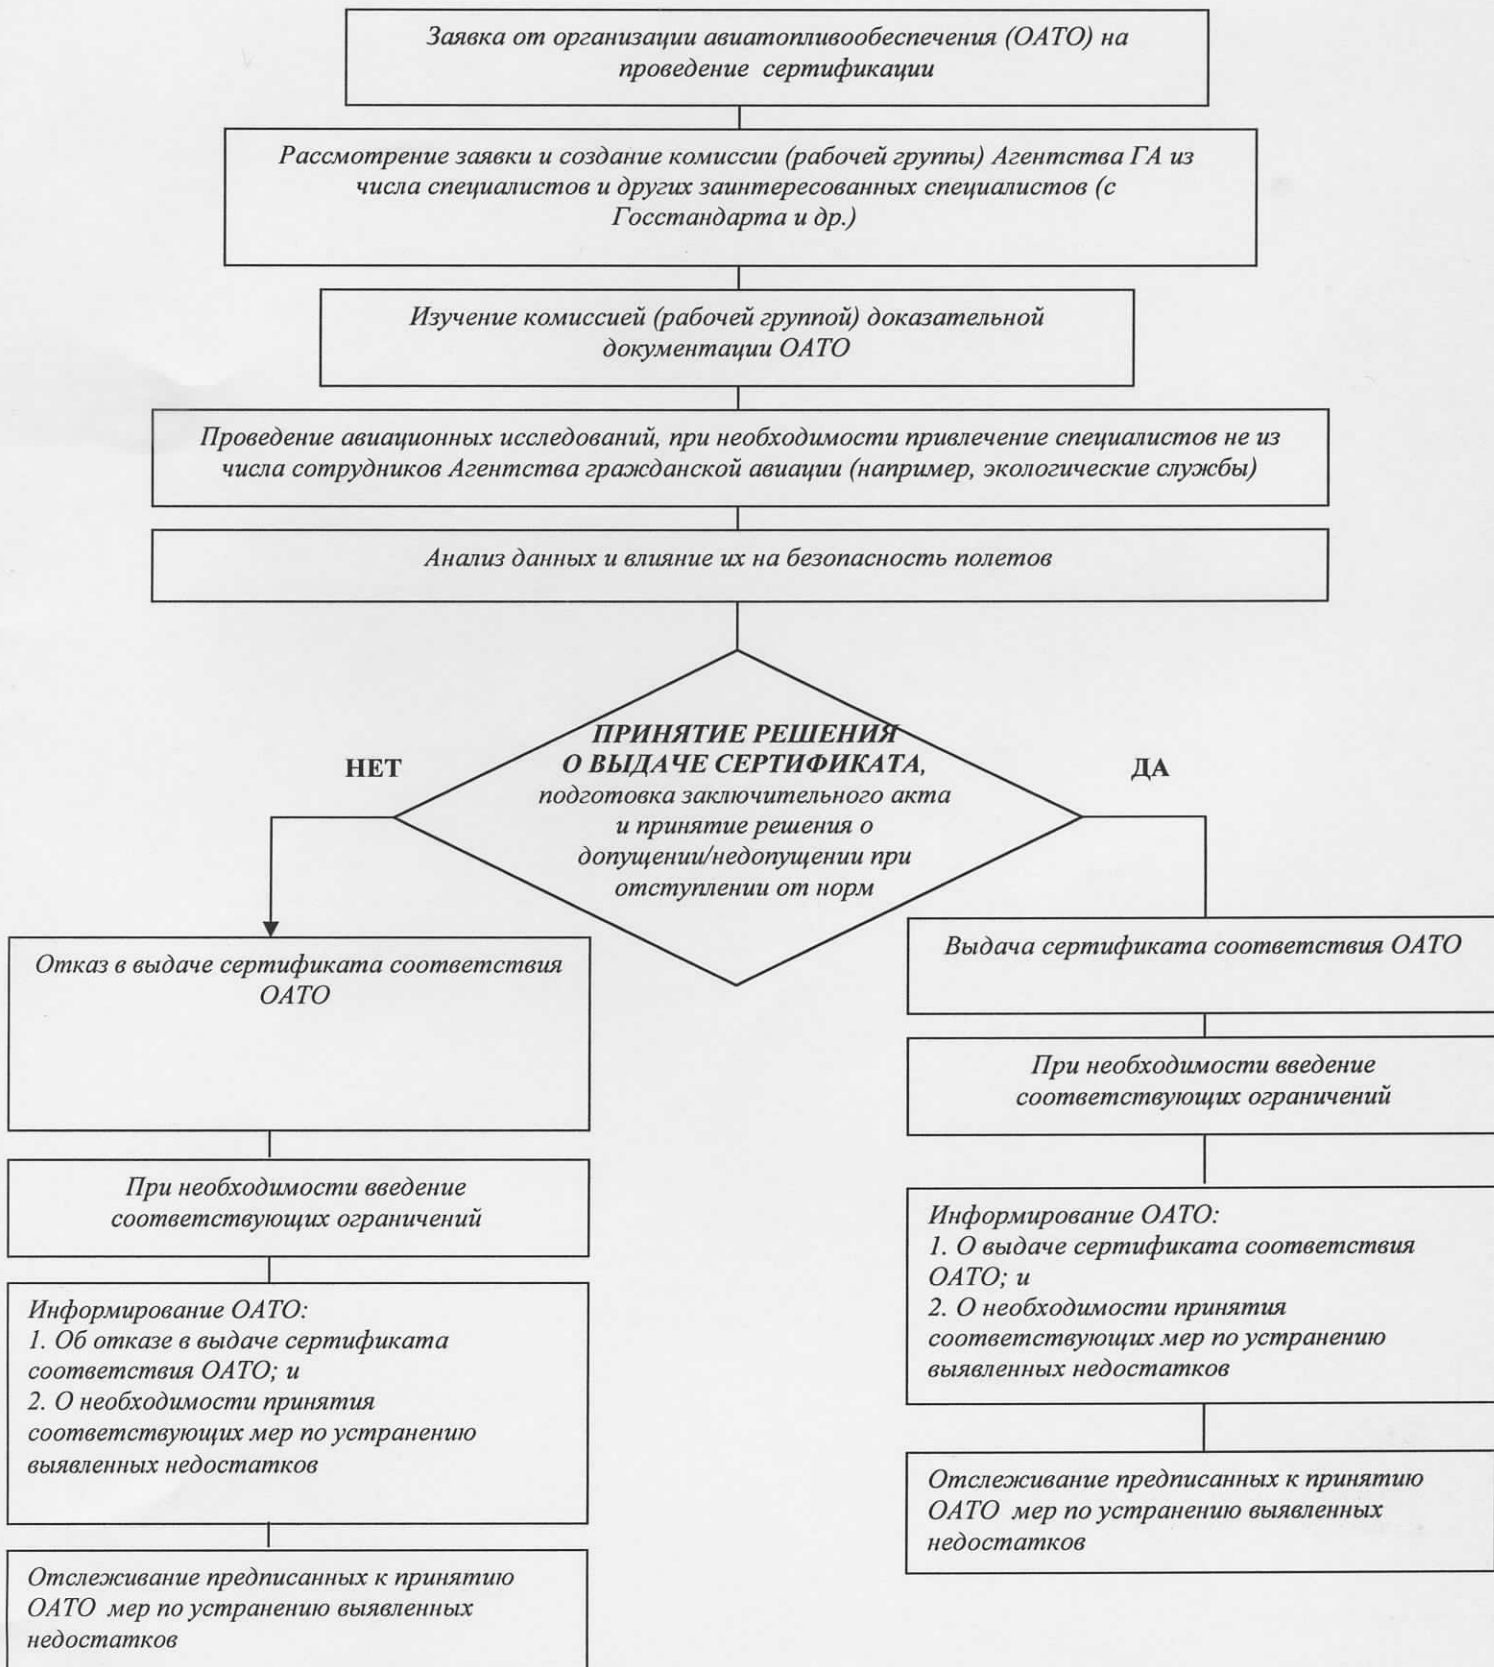 Заявка от организации авиатопливообеспечения (ОАТО) на
проведение сертификации
Рассмотрение заявки и создание комиссии (рабочей группы) Агентства ГА из
числа специалистов и других заинтересованных специалистов (с
Госстандарта и др.)
Изучение комиссией (рабочей группой) доказательной
документации ОАТО
Проведение авиационных исследований, при необходимости привлечение специалистов не из
числа сотрудников Агентства гражданской авиации (например, экологические службы)
Анализ данных и влияние их на безопасность полетов
ПРИНЯТИЕ РЕШЕНИЯ
О ВЫДАЧЕ СЕРТИФИКАТА,
подготовка заключительного акта
и принятие решения о
допущении/недопущении при
отступлении от норм
НЕТ
ДА
Отказ в выдаче сертификата соответствия
ОАТО
При необходимости введение
соответствующих ограничений
Информирование ОАТО:
1. Об отказе в выдаче сертификата
соответствия ОАТО; и
2. О необходимости принятия
соответствующих мер по устранению
выявленных недостатков
Отслеживание предписанных к принятию
ОАТО мер по устранению выявленных
недостатков
Выдача сертификата соответствия ОАТО
При необходимости введение
соответствующих ограничений
Информирование ОАТО:
1. О выдаче сертификата соответствия
ОАТО; и
2. О необходимости принятия
соответствующих мер по устранению
выявленных недостатков
Отслеживание предписанных к принятию
ОАТО мер по устранению выявленных
недостатков